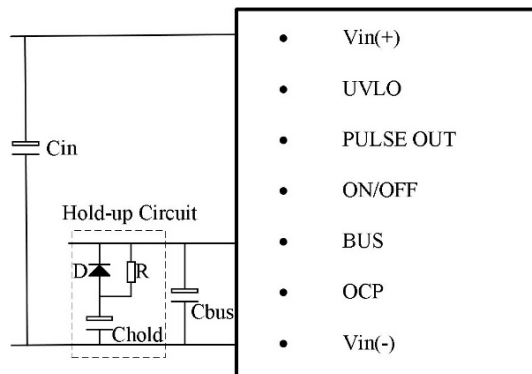 Vin(+)
UVLO
PULSE OUT
Cin
ON/OFF
Hold-up Circuit
BUS
D
R
Cbus
OCP
Chold
Vin(-)